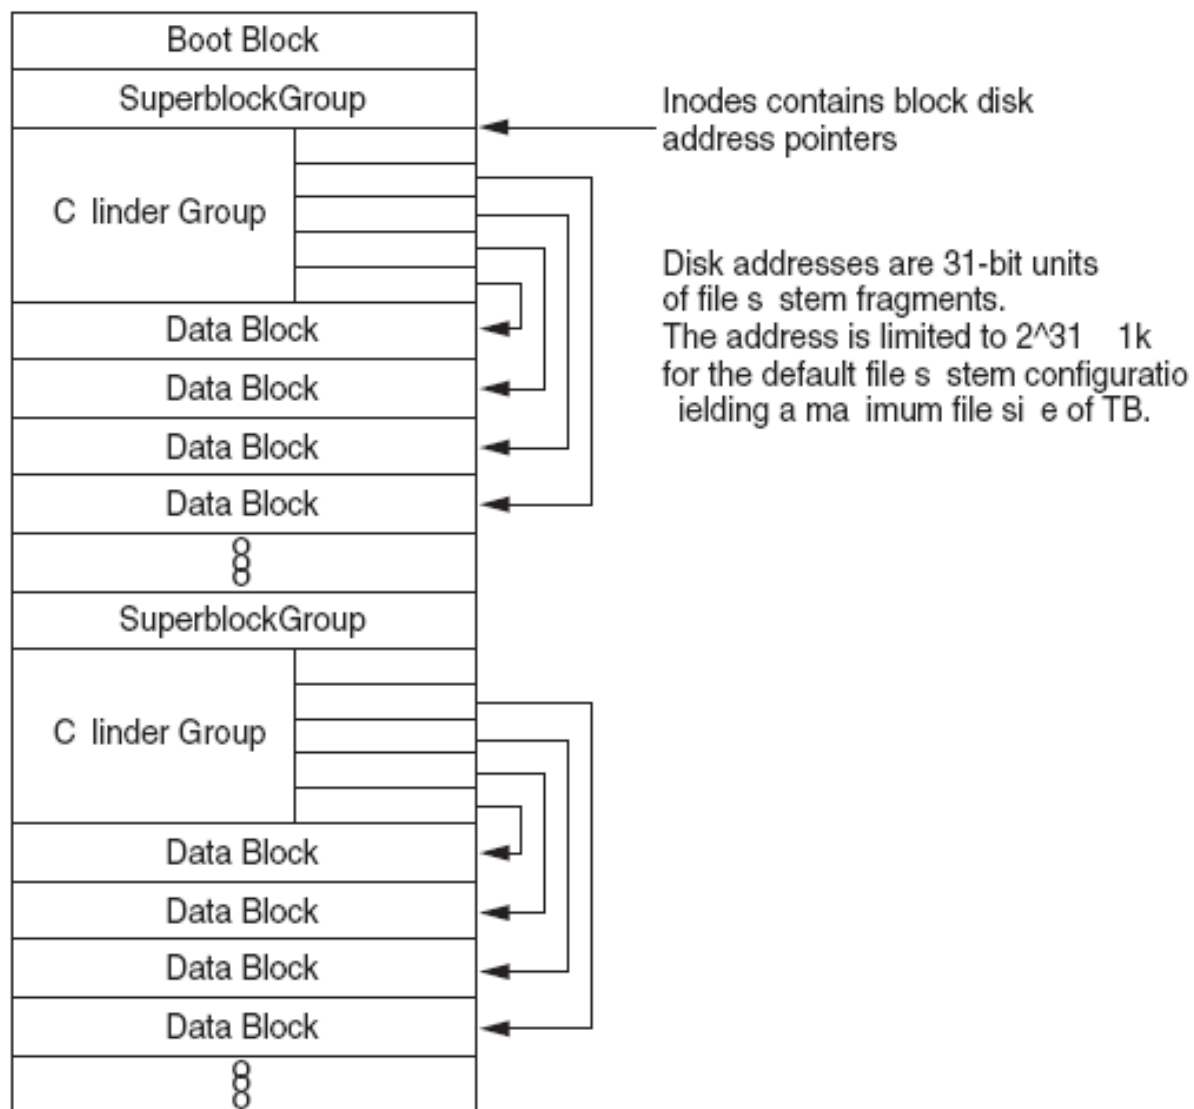 Boot Block
SuperblockGroup
Inodes contains block disk
address pointers
C linder Group
Disk addresses are 31-bit units
of file s stem fragments.
The address is limited to 2^31 1k
for the default file s stem configuratio
ielding a ma imum file si e of TB.
Data Block
Data Block
Data Block
Data Block
SuperblockGroup
C linder Group
Data Block
Data Block
Data Block
Data Block